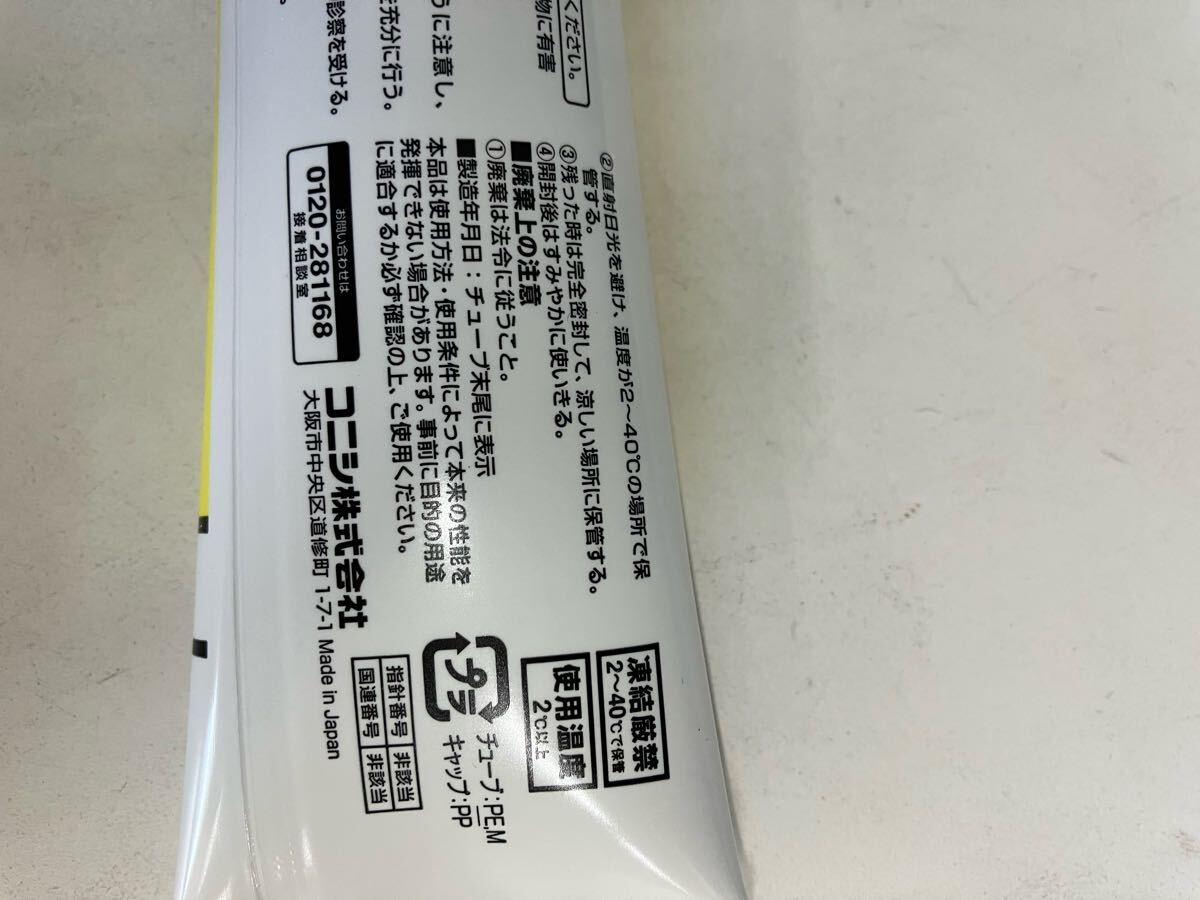 ください。
物に有害
うに注意し、
を充分に行う。
診察を受ける。
②直射日光を避け、温度が2～40℃の場所で保
管する。
③残った時は完全密封して、涼しい場所に保管する。
④開封後はすみやかに使いきる。
■廃棄上の注意
①廃棄は法令に従うこと。
■製造年月日：チューブ末尾に表示
本品は使用方法・使用条件によって本来の性能を
発揮できない場合があります。事前に目的の用途
に適合するか必ず確認の上、ご使用ください。
お問い合わせは
0120-281168
接着相談室
コニシ株式会社
大阪市中央区道修町 1-7-1 Made in Japan
凍結厳禁
2～40℃で保管
使用温度
2℃以上
プラ
チューブ:PE,M
キャップ:PP
指針番号 非該当
国連番号 非該当